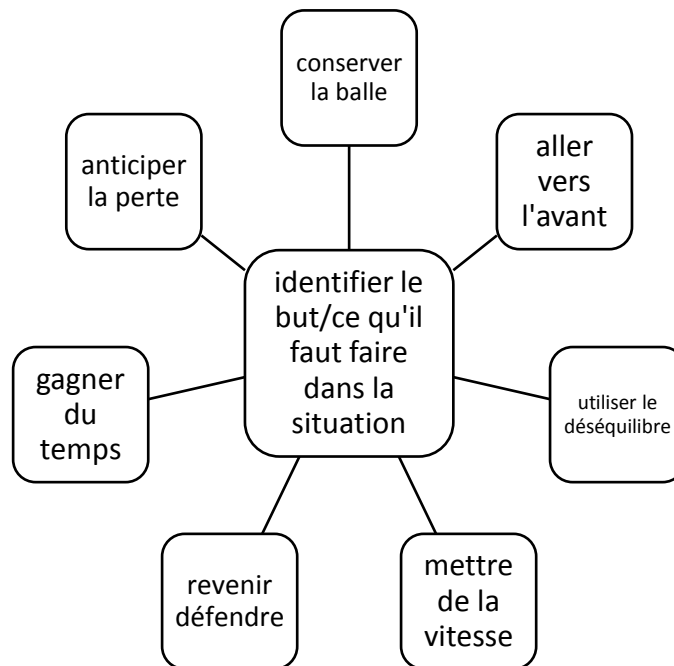 conserver
la balle
aller
vers
l'avant
utiliser le
déséquilibre
mettre
de la
vitesse
revenir
défendre
gagner
du
temps
anticiper
la perte
identifier le
but/ce qu'il
faut faire
dans la
situation